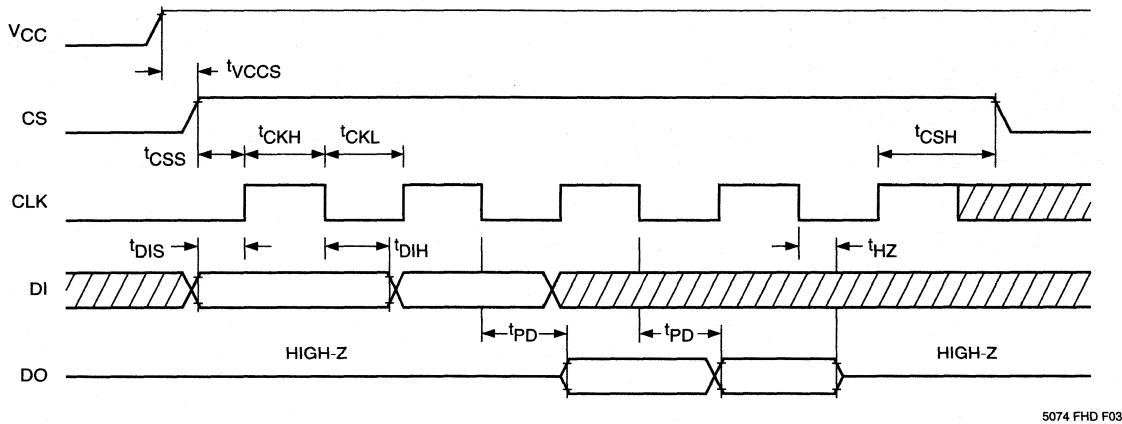 VCC
tVCCS
CS
tCSS
tCKH
tCKL
tCSH
CLK
tDIS
tDIH
tHZ
DI
tPD
tPD
HIGH-Z
HIGH-Z
DO
5074 FHD F03